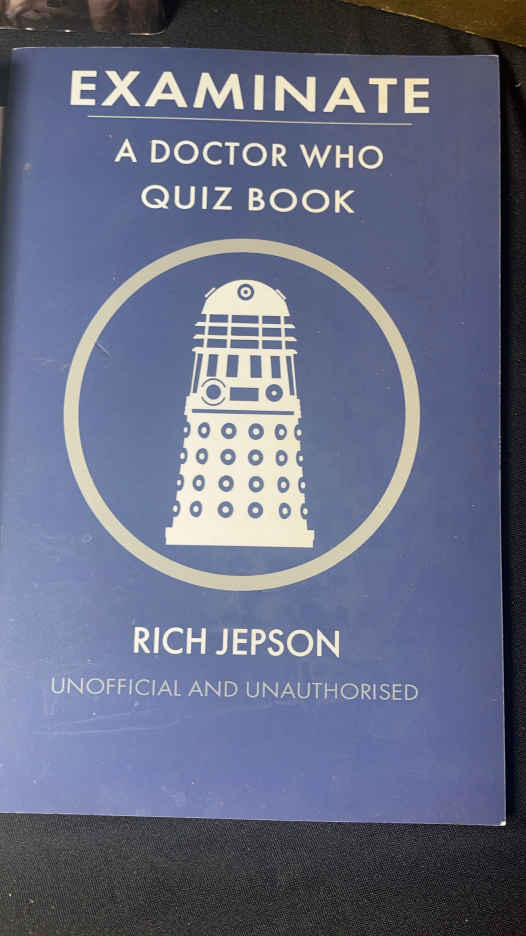 EXAMINATE
A DOCTOR WHO
QUIZ BOOK
RICH JEPSON
UNOFFICIAL AND UNAUTHORISED